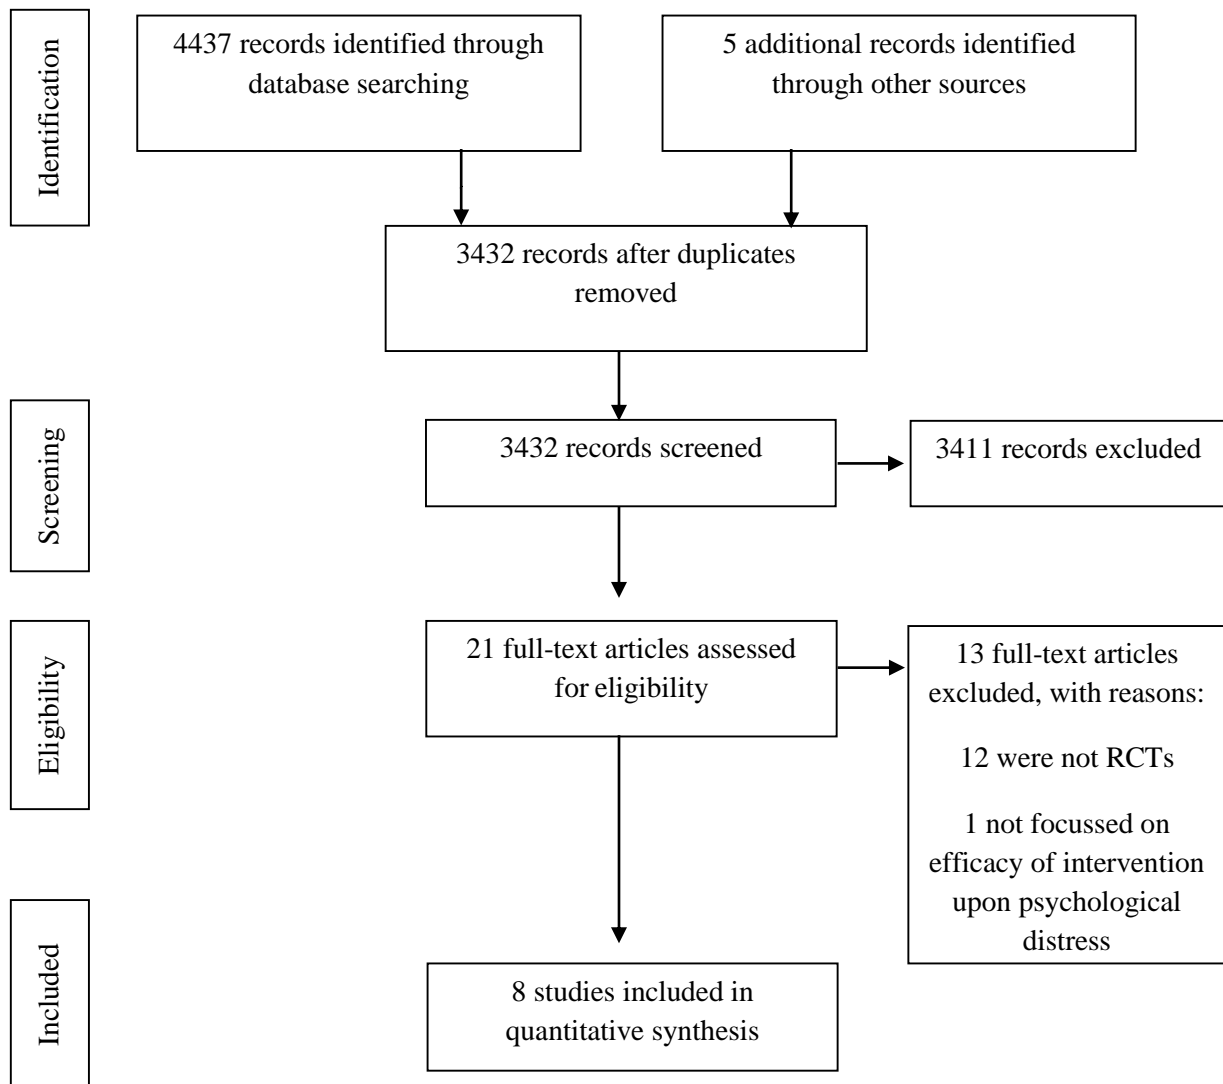 Identification
4437 records identified through
database searching
5 additional records identified
through other sources
3432 records after duplicates
removed
Screening
3432 records screened
3411 records excluded
Eligibility
21 full-text articles assessed
for eligibility
13 full-text articles
excluded, with reasons:
12 were not RCTs
1 not focussed on
efficacy of intervention
upon psychological
distress
Included
8 studies included in
quantitative synthesis